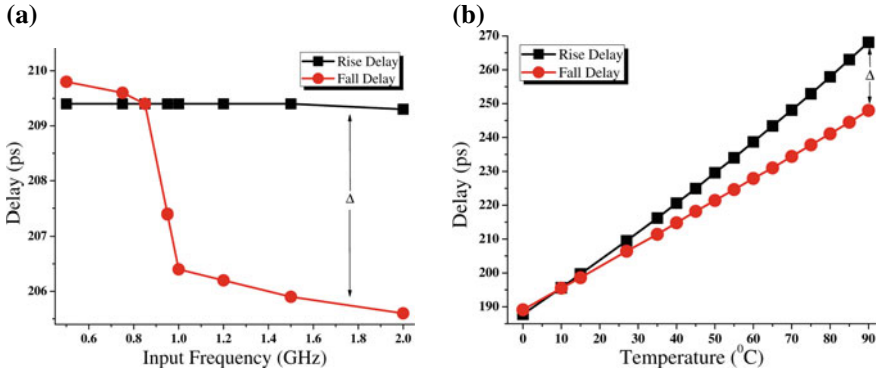 (a)
210
209
208
207
206
Delay (ps)
Rise Delay
Fall Delay
Δ
0.6 0.8 1.0 1.2 1.4 1.6 1.8 2.0
Input Frequency (GHz)
(b)
270
260
250
240
230
220
210
200
190
Delay (ps)
Rise Delay
Fall Delay
Δ
0 10 20 30 40 50 60 70 80 90
Temperature (⁰C)